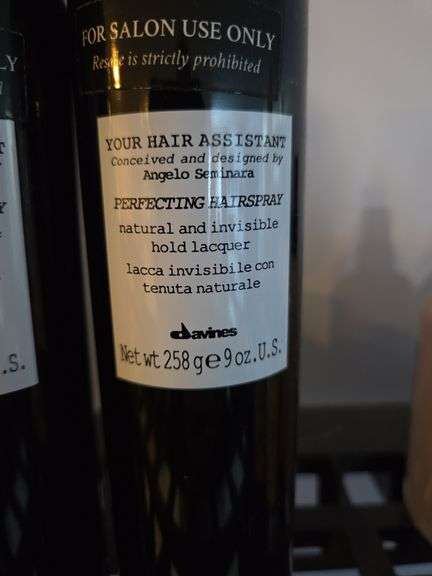 FOR SALON USE ONLY
Resale is strictly prohibited
YOUR HAIR ASSISTANT
Conceived and designed by
Angelo Seminara
PERFECTING HAIRSPRAY
natural and invisible
hold lacquer
lacca invisibile con
tenuta naturale
davines
Net wt 258 g e 9 oz. U.S.
LY
T
Y
.S.